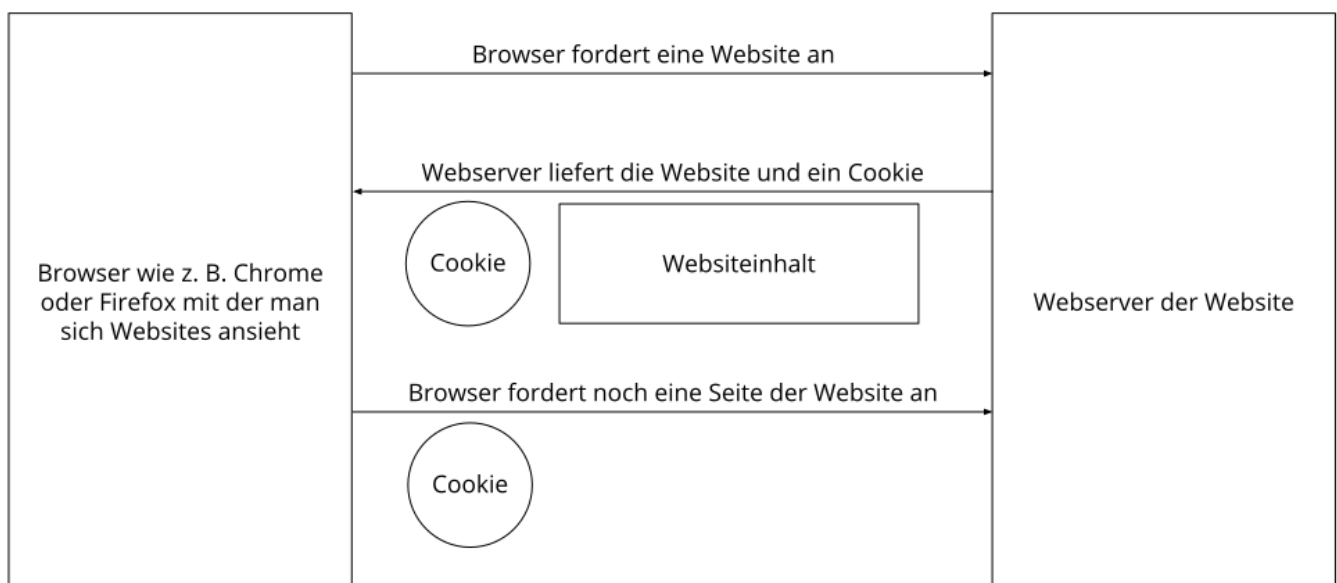 Browser fordert eine Website an
Webserver liefert die Website und ein Cookie
Cookie
Websiteinhalt
Browser wie z. B. Chrome
oder Firefox mit der man
sich Websites ansieht
Webserver der Website
Browser fordert noch eine Seite der Website an
Cookie